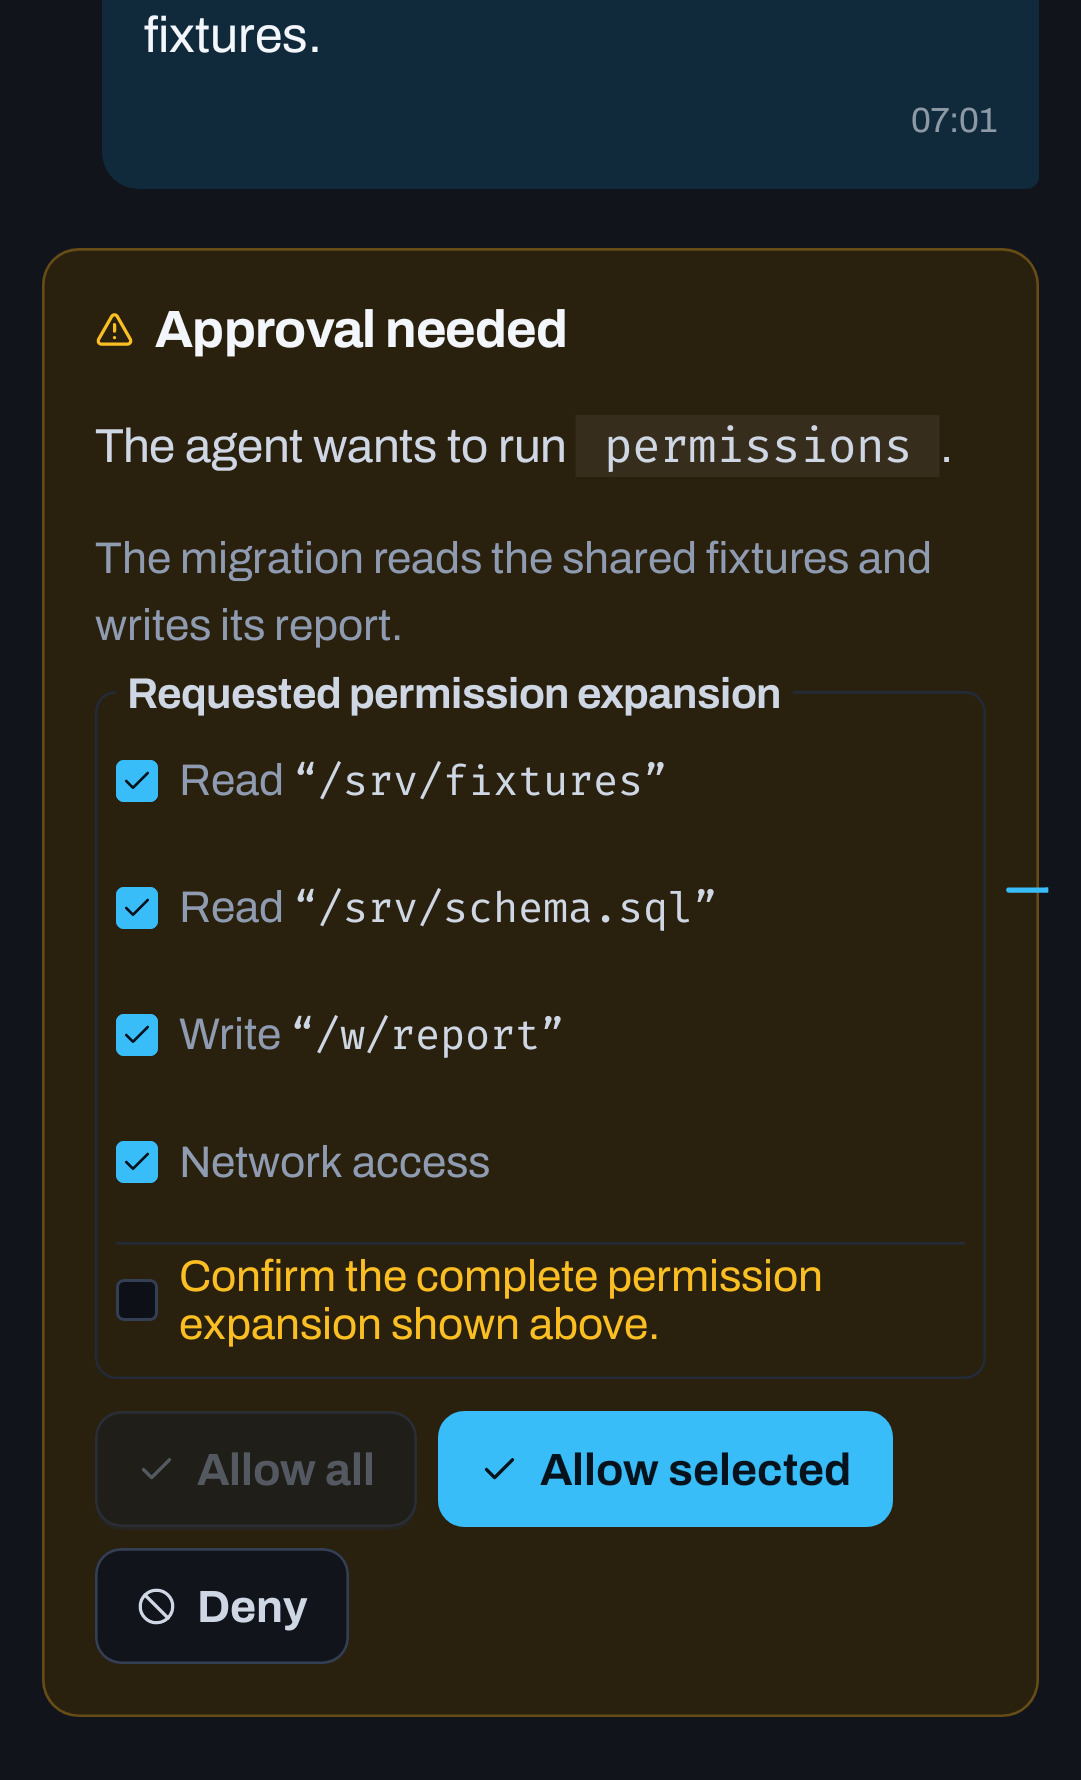 fixtures.
07:01
Approval needed
The agent wants to run permissions .
The migration reads the shared fixtures and
writes its report.
Requested permission expansion
Read “/srv/fixtures”
Read “/srv/schema.sql”
Write “/w/report”
Network access
Confirm the complete permission
expansion shown above.
Allow all
Allow selected
Deny